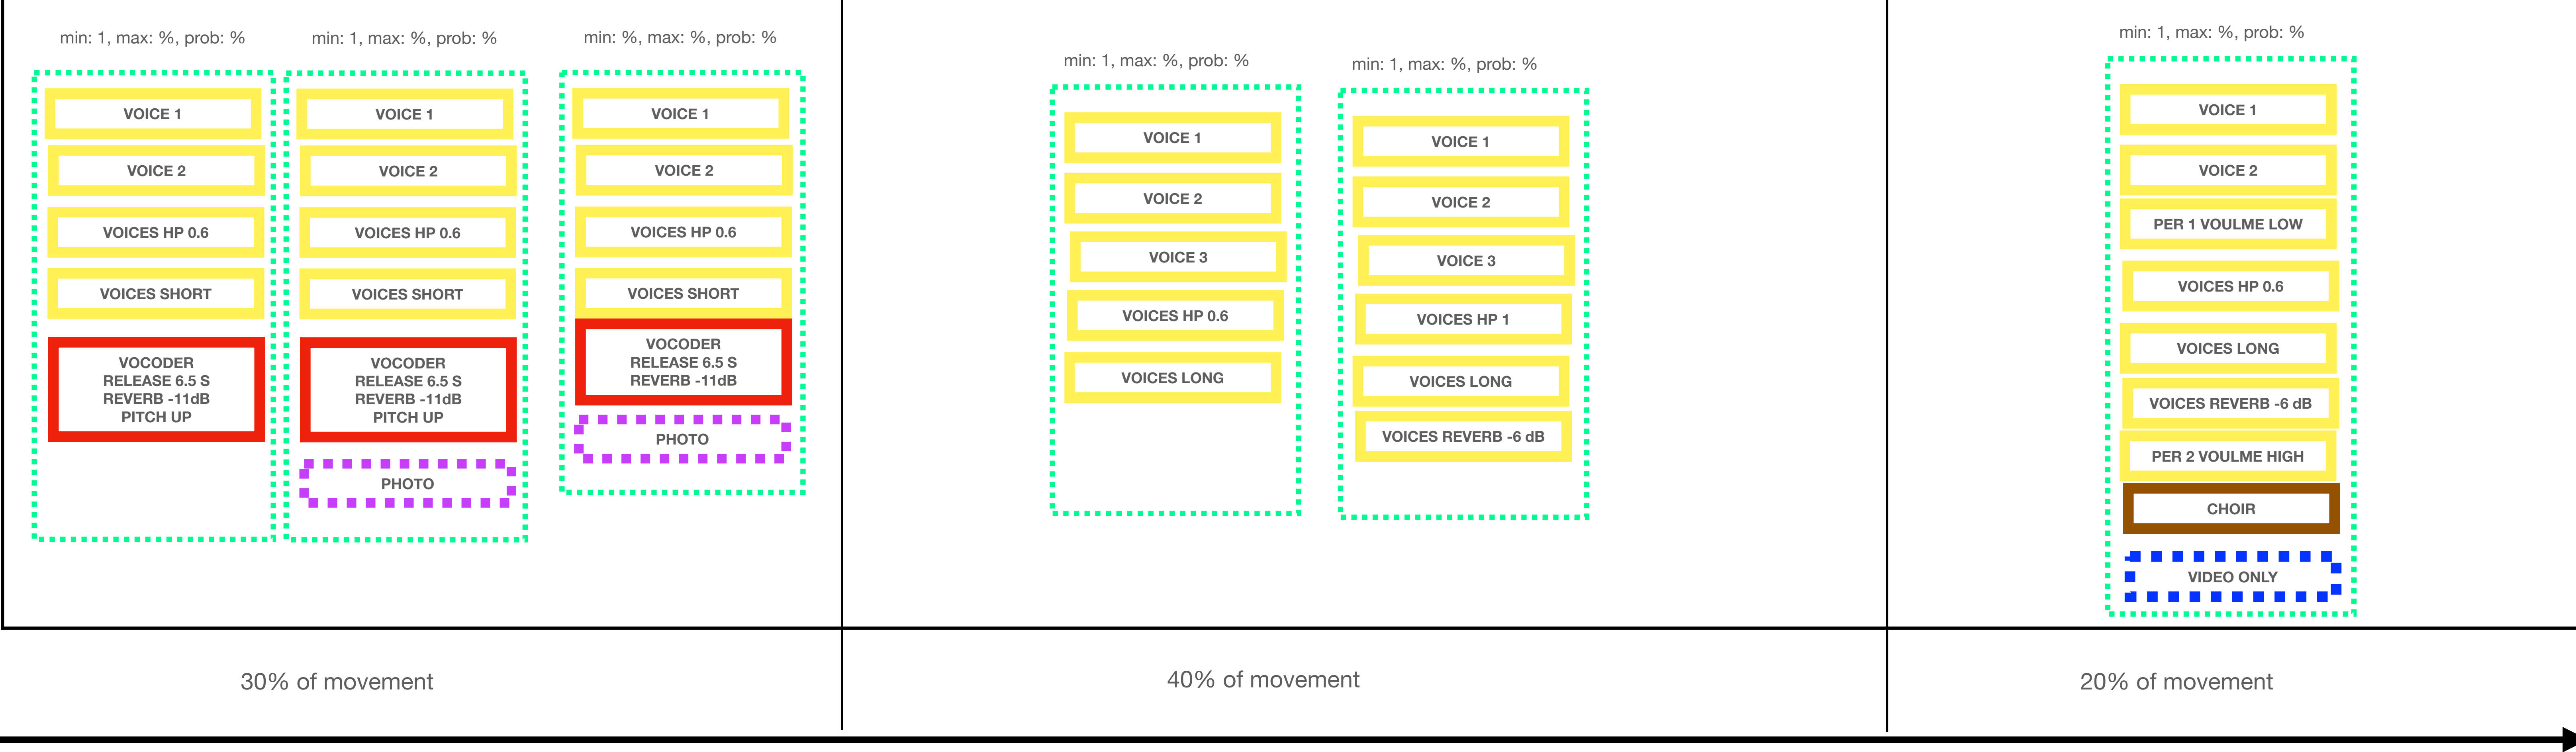 min: 1, max: %, prob: %
VOICE 1
VOICE 2
VOICES HP 0.6
VOICES SHORT
VOCODER
RELEASE 6.5 S
REVERB -11dB
PITCH UP
min: 1, max: %, prob: %
VOICE 1
VOICE 2
VOICES HP 0.6
VOICES SHORT
VOCODER
RELEASE 6.5 S
REVERB -11dB
PITCH UP
PHOTO
min: %, max: %, prob: %
VOICE 1
VOICE 2
VOICES HP 0.6
VOICES SHORT
VOCODER
RELEASE 6.5 S
REVERB -11dB
PHOTO
30% of movement
min: 1, max: %, prob: %
VOICE 1
VOICE 2
VOICE 3
VOICES HP 0.6
VOICES LONG
min: 1, max: %, prob: %
VOICE 1
VOICE 2
VOICE 3
VOICES HP 1
VOICES LONG
VOICES REVERB -6 dB
40% of movement
min: 1, max: %, prob: %
VOICE 1
VOICE 2
PER 1 VOULME LOW
VOICES HP 0.6
VOICES LONG
VOICES REVERB -6 dB
PER 2 VOULME HIGH
CHOIR
VIDEO ONLY
20% of movement